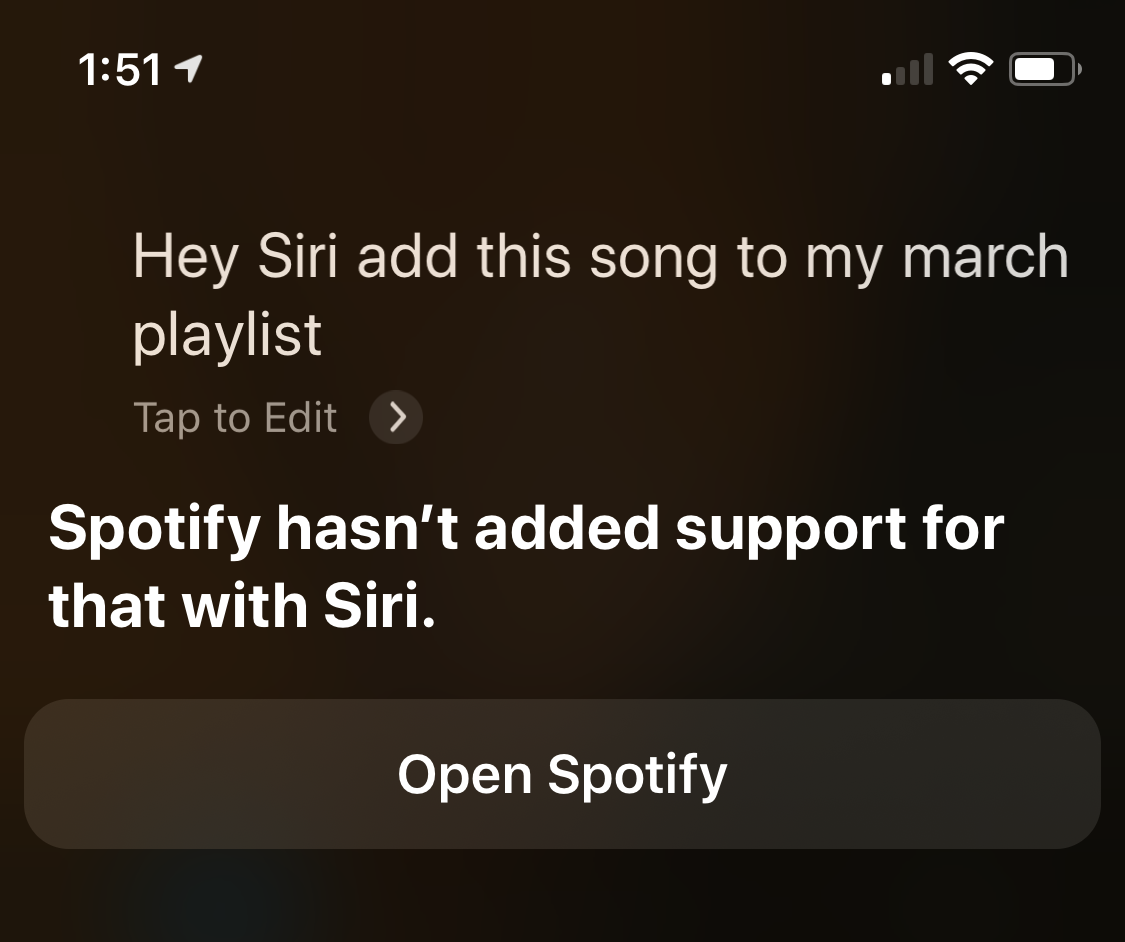 1:51
Hey Siri add this song to my march
playlist
Tap to Edit
Spotify hasn’t added support for
that with Siri.
Open Spotify